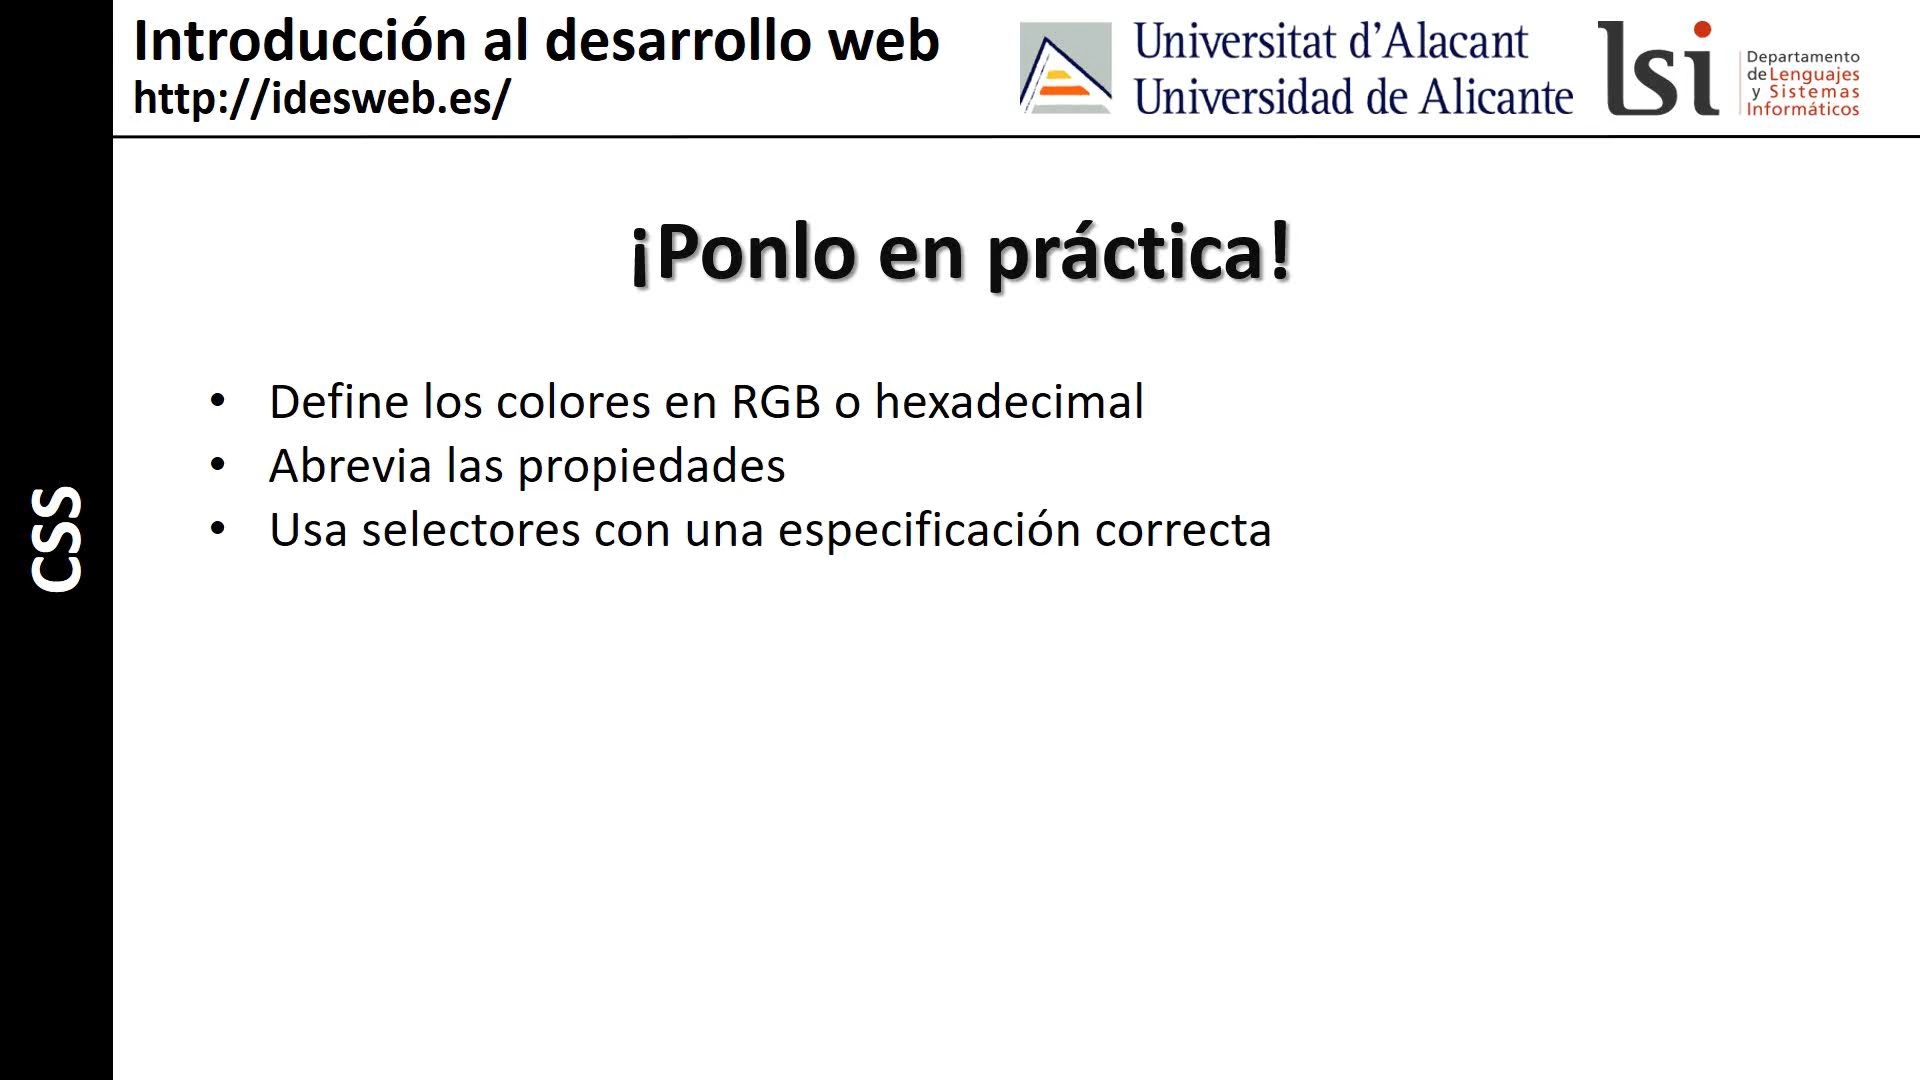 Introducción al desarrollo web
http://idesweb.es/
Universitat d'Alacant
Universidad de Alicante
lsi
Departamento
de Lenguajes
y Sistemas
Informáticos
CSS
¡Ponlo en práctica!
• Define los colores en RGB o hexadecimal
• Abrevia las propiedades
• Usa selectores con una especificación correcta